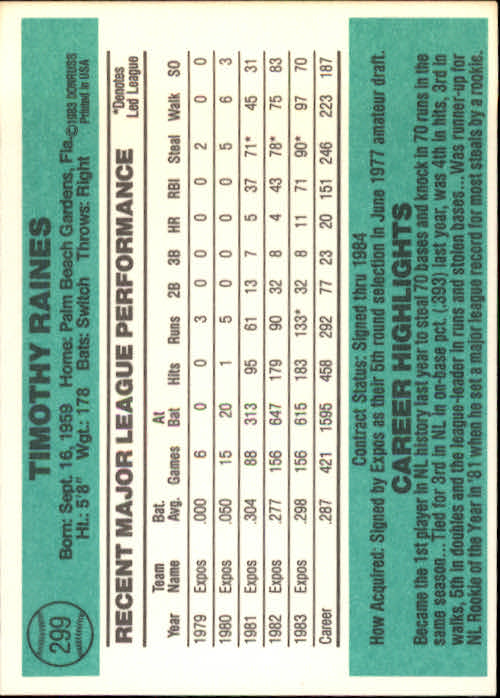 299
TIMOTHY RAINES
Born: Sept. 16, 1959 Home: Palm Beach Gardens, Fla.
Ht.: 5'8" Wgt.: 178 Bats: Switch Throws: Right
©1983 DONRUSS
Printed in USA
RECENT MAJOR LEAGUE PERFORMANCE
*Denotes
Led League
Year Team Name Bat. Avg. Games At Bat Hits Runs 2B 3B HR RBI Steal Walk SO
1979 Expos .000 6 0 0 3 0 0 0 0 2 0 0
1980 Expos .050 15 20 1 5 0 0 0 0 5 6 3
1981 Expos .304 88 313 95 61 13 7 5 37 71* 45 31
1982 Expos .277 156 647 179 90 32 8 4 43 78* 75 83
1983 Expos .298 156 615 183 133* 32 8 11 71 90* 97 70
Career .287 421 1595 458 292 77 23 20 151 246 223 187
Contract Status: Signed thru 1984
How Acquired: Signed by Expos as their 5th round selection in June 1977 amateur draft.
CAREER HIGHLIGHTS
Became the 1st player in NL history last year to steal 70 bases and knock in 70 runs in the
same season...Tied for 3rd in NL in on-base pct. (.393) last year, was 4th in hits, 3rd in
walks, 5th in doubles and the league-leader in runs and stolen bases...Was runner-up for
NL Rookie of the Year in '81 when he set a major league record for most steals by a rookie.